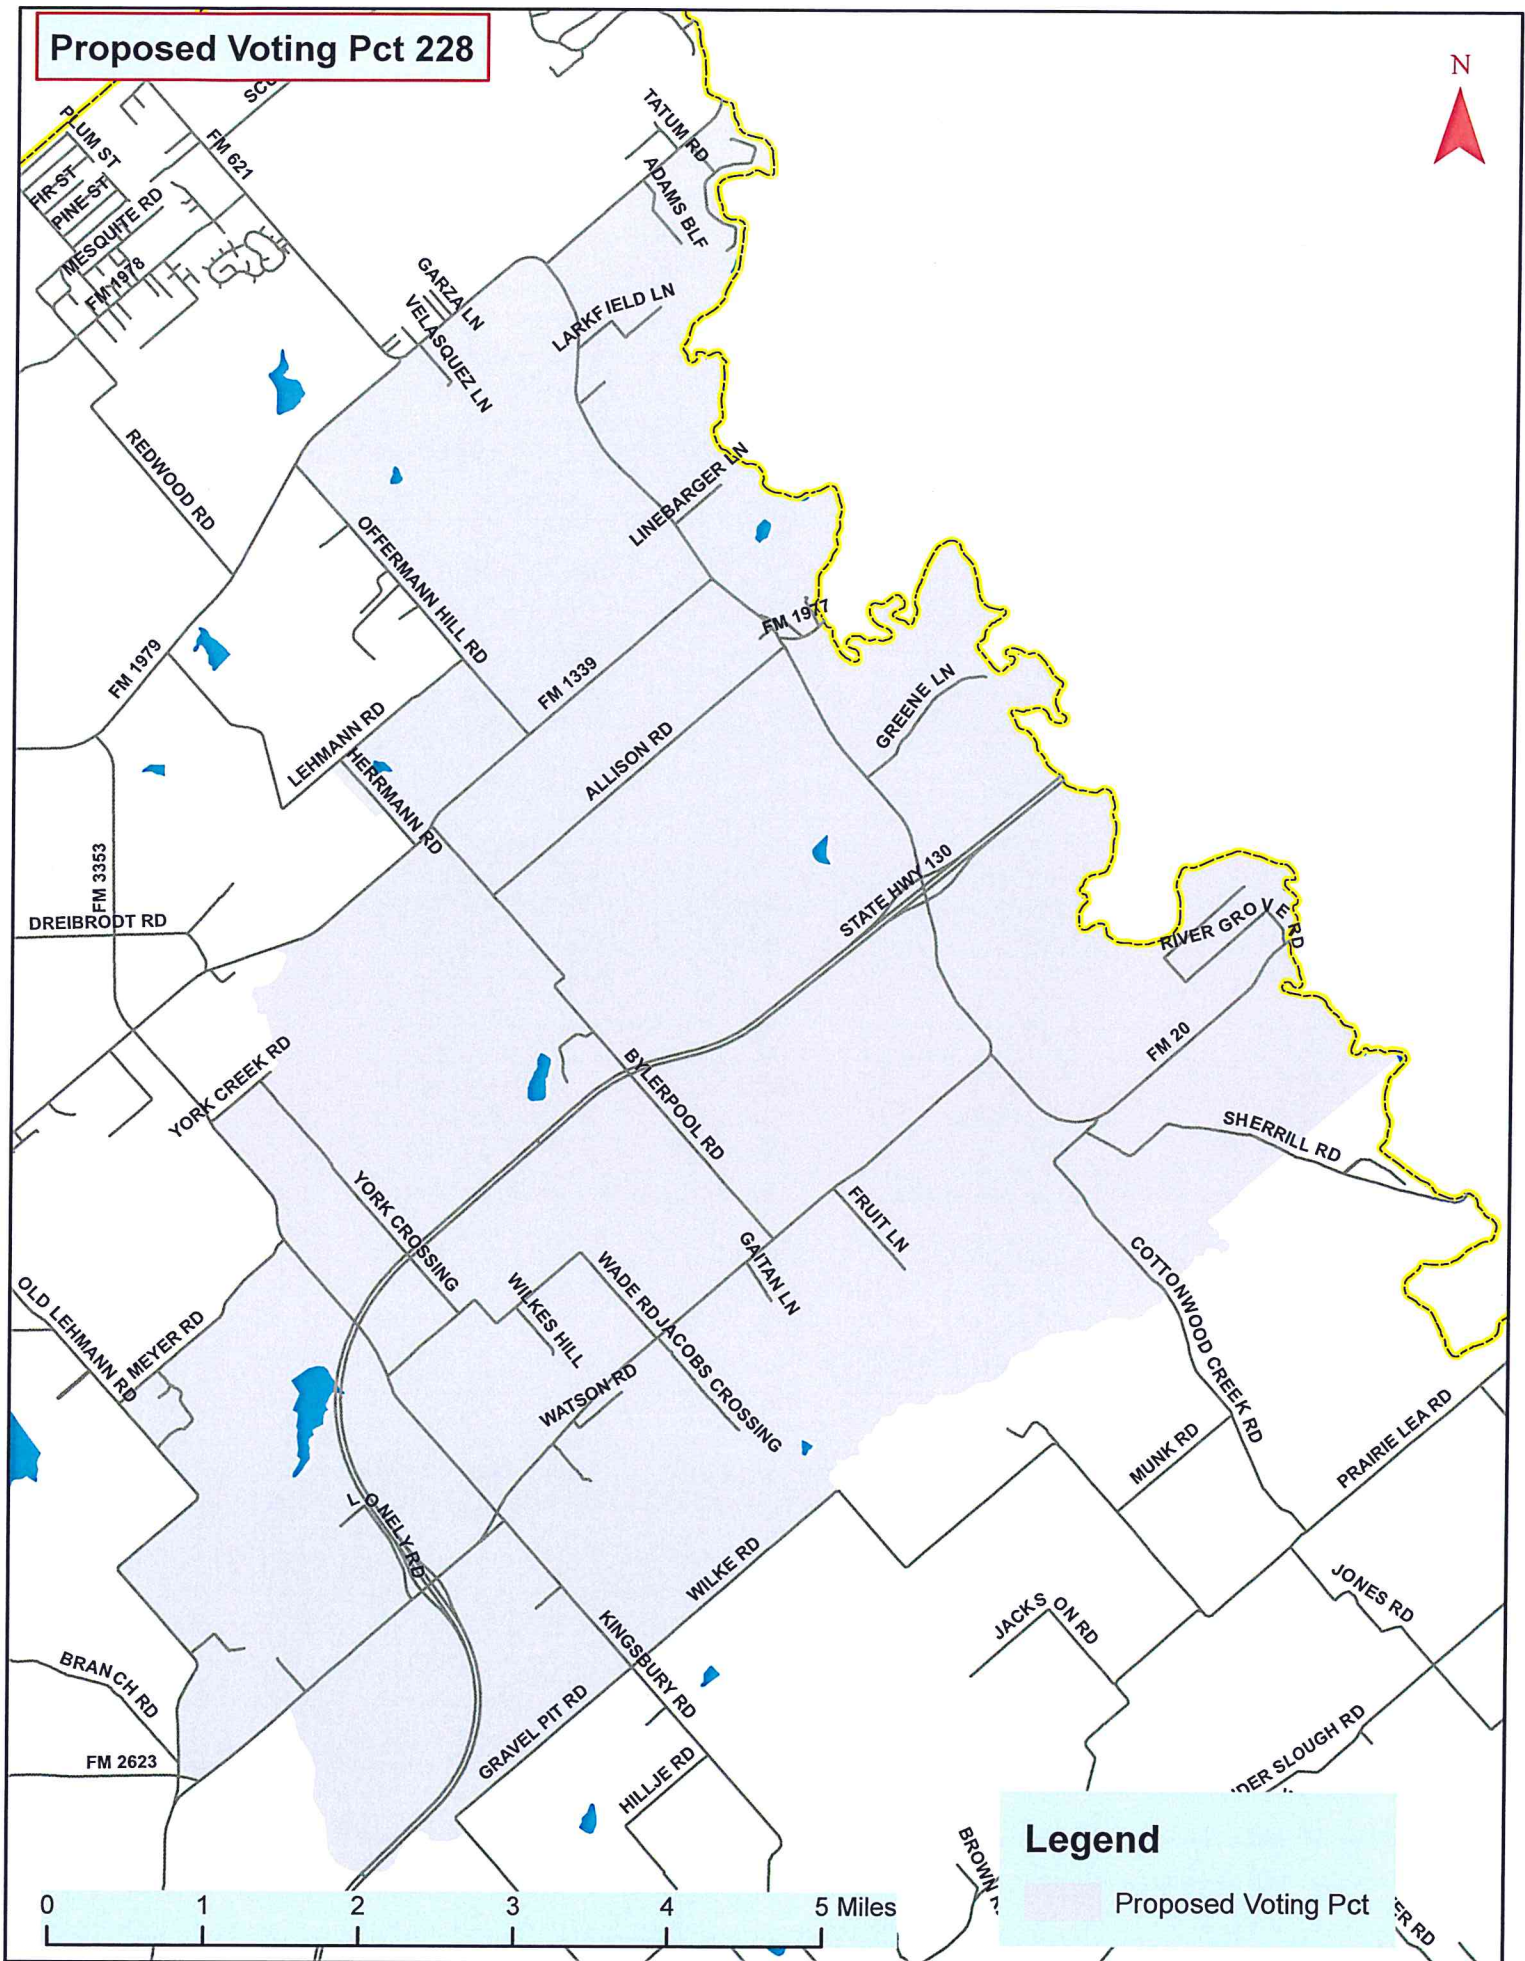 Proposed Voting Pct 228
N
PLUM ST
FIR ST
PINE ST
MESQUITE RD
FM 1978
FM 621
TATUM RD
ADAMS BLF
GARZA LN
VELASQUEZ LN
LARKFIELD LN
REDWOOD RD
LINEBARGER LN
OFFERMANN HILL RD
FM 1977
FM 1979
FM 1339
GREENE LN
LEHMANN RD
ALLISON RD
HERRMANN RD
FM 3353
STATE HWY 130
DREIBRODT RD
RIVER GROVE RD
FM 20
YORK CREEK RD
BYLERPOOL RD
SHERRILL RD
YORK CROSSING
FRUIT LN
GAITAN LN
COTTONWOOD CREEK RD
WADE RD
WILKES HILL
JACOBS CROSSING
OLD LEHMANN RD
MEYER RD
WATSON RD
PRAIRIE LEA RD
MUNK RD
LONELY RD
WILKE RD
JONES RD
JACKSON RD
KINGSBURY RD
BRANCH RD
GRAVEL PIT RD
FM 2623
HILLJE RD
SLOUGH RD
BROWN
Legend
Proposed Voting Pct
0 1 2 3 4 5 Miles